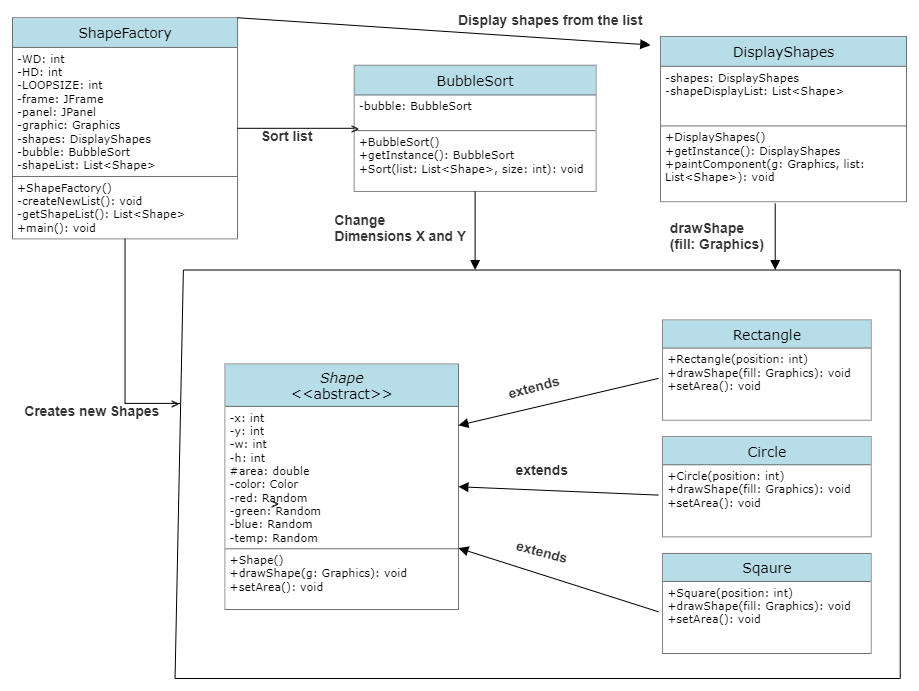 ShapeFactory
-WD: int
-HD: int
-LOOPSIZE: int
-frame: JFrame
-panel: JPanel
-graphic: Graphics
-shapes: DisplayShapes
-bubble: BubbleSort
-shapeList: List<Shape>
+ShapeFactory()
-createNewList(): void
-getShapeList(): List<Shape>
+main(): void
Display shapes from the list
Sort list
BubbleSort
-bubble: BubbleSort
+BubbleSort()
+getInstance(): BubbleSort
+Sort(list: List<Shape>, size: int): void
DisplayShapes
-shapes: DisplayShapes
-shapeDisplayList: List<Shape>
+DisplayShapes()
+getInstance(): DisplayShapes
+paintComponent(g: Graphics, list:
List<Shape>): void
Change
Dimensions X and Y
drawShape
(fill: Graphics)
Creates new Shapes
Shape
<<abstract>>
-x: int
-y: int
-w: int
-h: int
#area: double
-color: Color
-red: Random
-green: Random
-blue: Random
-temp: Random
+Shape()
+drawShape(g: Graphics): void
+setArea(): void
extends
extends
extends
Rectangle
+Rectangle(position: int)
+drawShape(fill: Graphics): void
+setArea(): void
Circle
+Circle(position: int)
+drawShape(fill: Graphics): void
+setArea(): void
Sqaure
+Square(position: int)
+drawShape(fill: Graphics): void
+setArea(): void